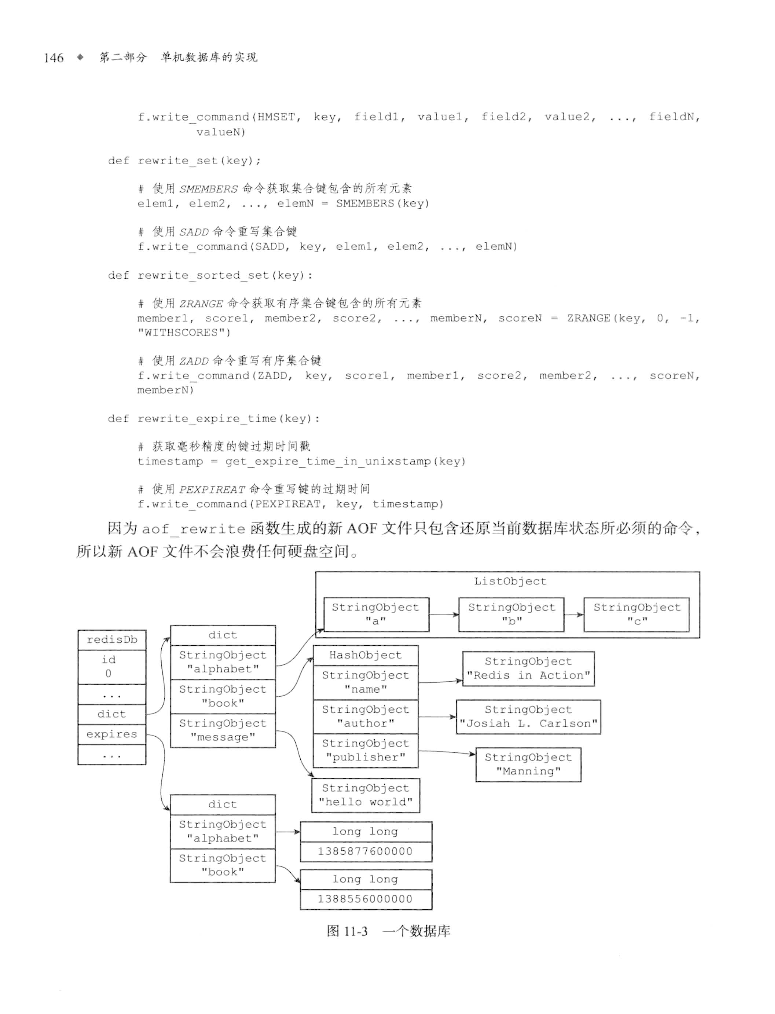 146 ◆ 第二部分 单机数据库的实现
f.write_command(HMSET, key, field1, value1, field2, value2, ..., fieldN,
valueN)
def rewrite_set(key);
# 使用 SMEMBERS 命令获取集合键包含的所有元素
elem1, elem2, ..., elemN = SMEMBERS(key)
# 使用 SADD 命令重写集合键
f.write_command(SADD, key, elem1, elem2, ..., elemN)
def rewrite_sorted_set(key):
# 使用 ZRANGE 命令获取有序集合键包含的所有元素
member1, score1, member2, score2, ..., memberN, scoreN = ZRANGE(key, 0, -1,
"WITHSCORES")
# 使用 ZADD 命令重写有序集合键
f.write_command(ZADD, key, score1, member1, score2, member2, ..., scoreN,
memberN)
def rewrite_expire_time(key):
# 获取毫秒精度的键过期时间戳
timestamp = get_expire_time_in_unixstamp(key)
# 使用 PEXPIREAT 命令重写键的过期时间
f.write_command(PEXPIREAT, key, timestamp)
因为 aof_rewrite 函数生成的新 AOF 文件只包含还原当前数据库状态所必须的命令，
所以新 AOF 文件不会浪费任何硬盘空间。
ListObject
StringObject
"a"
StringObject
"b"
StringObject
"c"
redisDb
id
0
...
dict
expires
...
dict
StringObject
"alphabet"
StringObject
"book"
StringObject
"message"
HashObject
StringObject
"name"
StringObject
"author"
StringObject
"publisher"
StringObject
"Redis in Action"
StringObject
"Josiah L. Carlson"
StringObject
"Manning"
StringObject
"hello world"
dict
StringObject
"alphabet"
StringObject
"book"
long long
1385877600000
long long
1388556000000
图 11-3 一个数据库